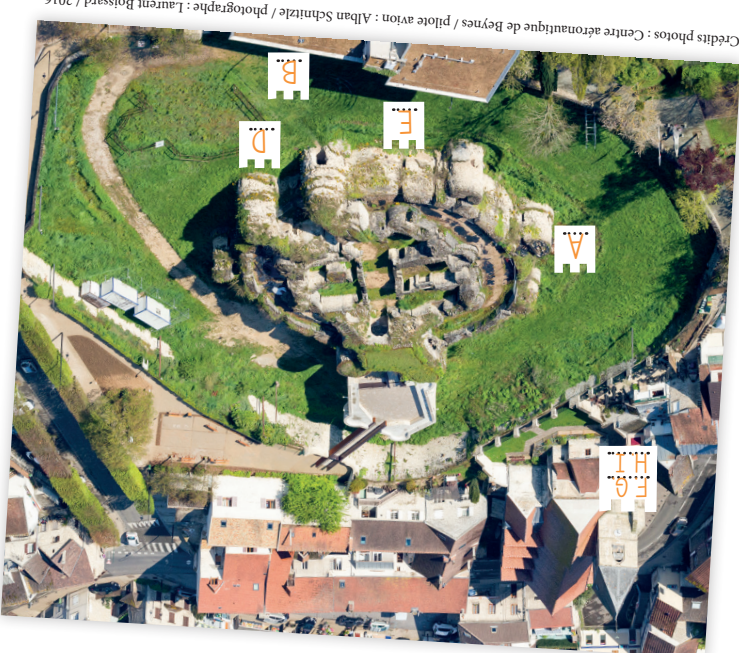 F G
H I
A
D
E
B
Crédits photos : Centre aéronautique de Beynes / pilote avion : Alban Schnitzle / photographe : Laurent Boissard / 2016